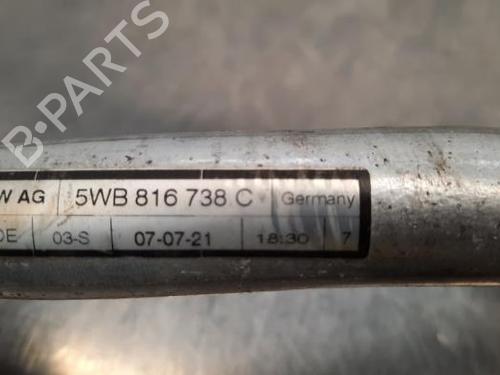 W AG 5WB 816 738 C Germany
DE 03-S 07-07-21 18:30 7
B-PARTS